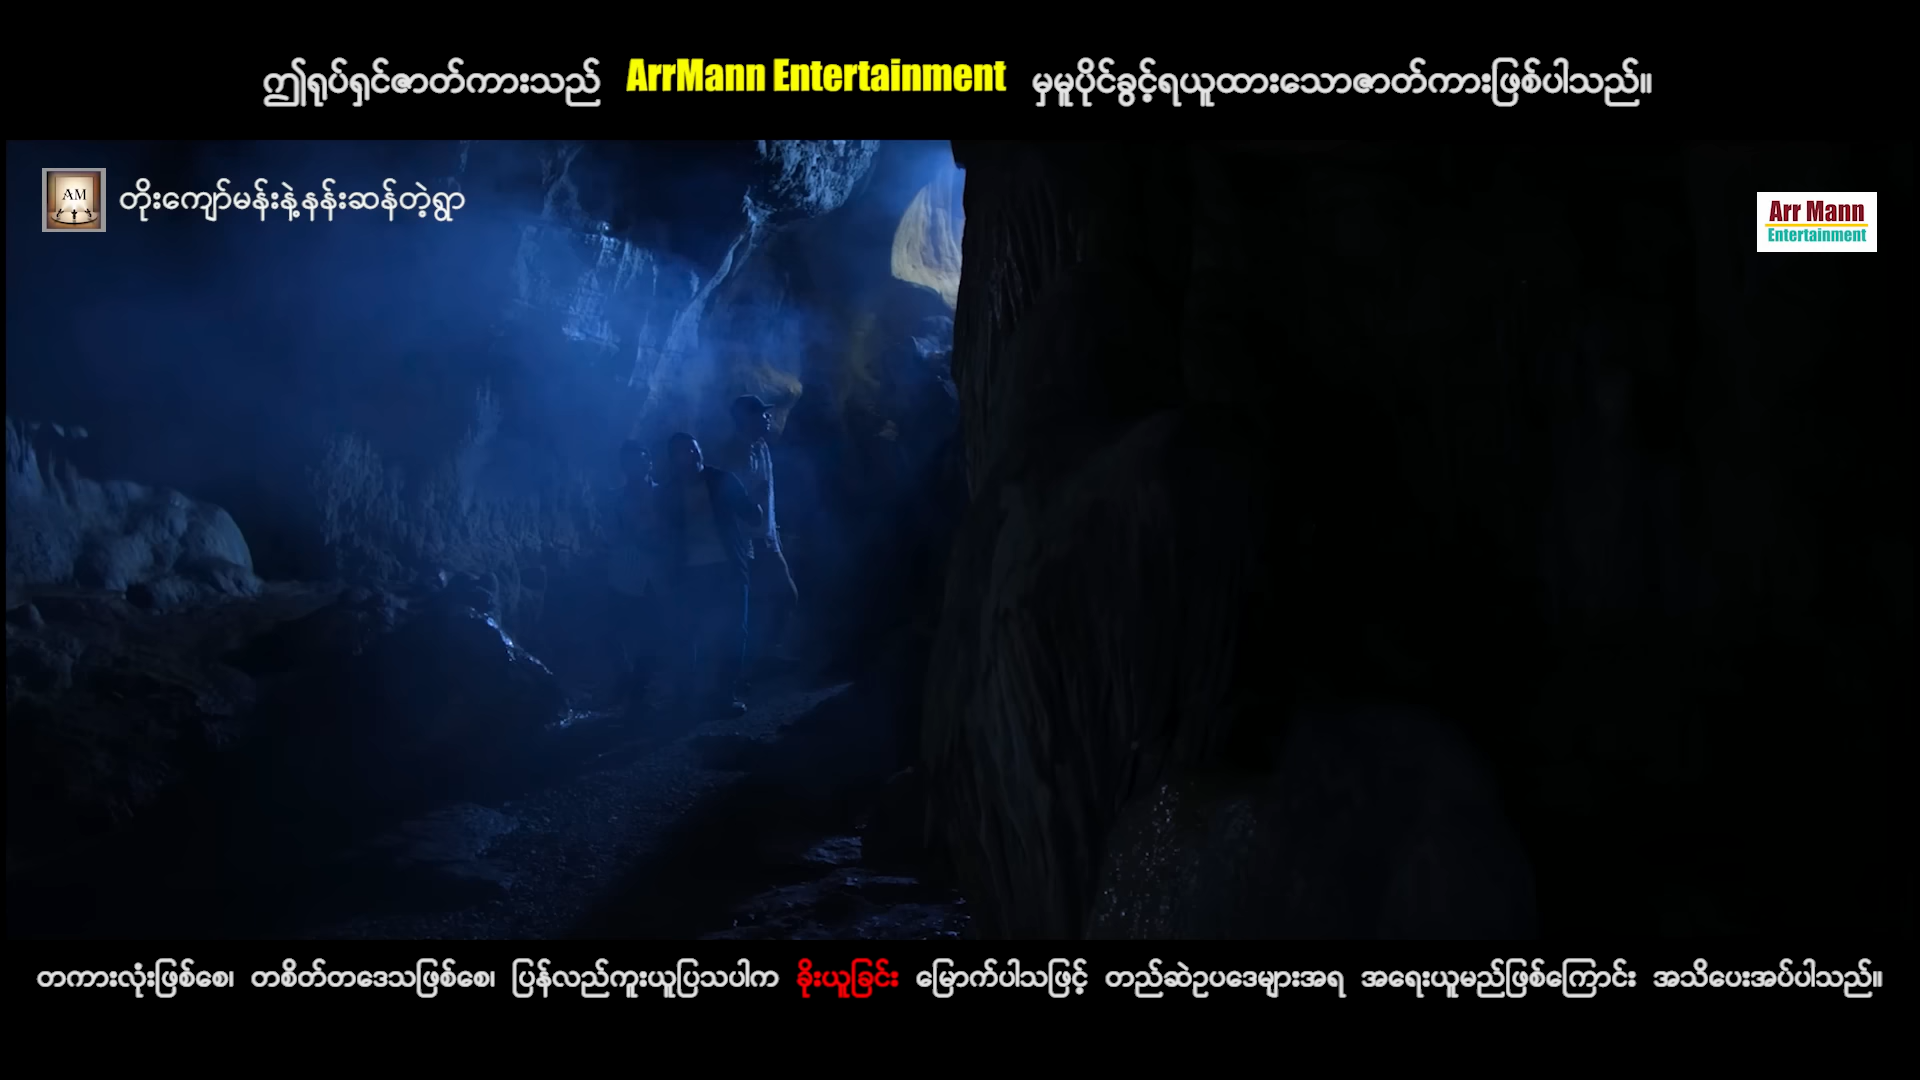 ဤရုပ်ရှင်ဇာတ်ကားသည် ArrMann Entertainment မှမူပိုင်ခွင့်ရယူထားသောဇာတ်ကားဖြစ်ပါသည်။
AM
တိုးကျော်မန်းနဲ့နန်းဆန်တဲ့ရွာ
Arr Mann
Entertainment
တကားလုံးဖြစ်စေ၊ တစိတ်တဒေသဖြစ်စေ၊ ပြန်လည်ကူးယူပြသပါက ခိုးယူခြင်း မြောက်ပါသဖြင့် တည်ဆဲဥပဒေများအရ အရေးယူမည်ဖြစ်ကြောင်း အသိပေးအပ်ပါသည်။